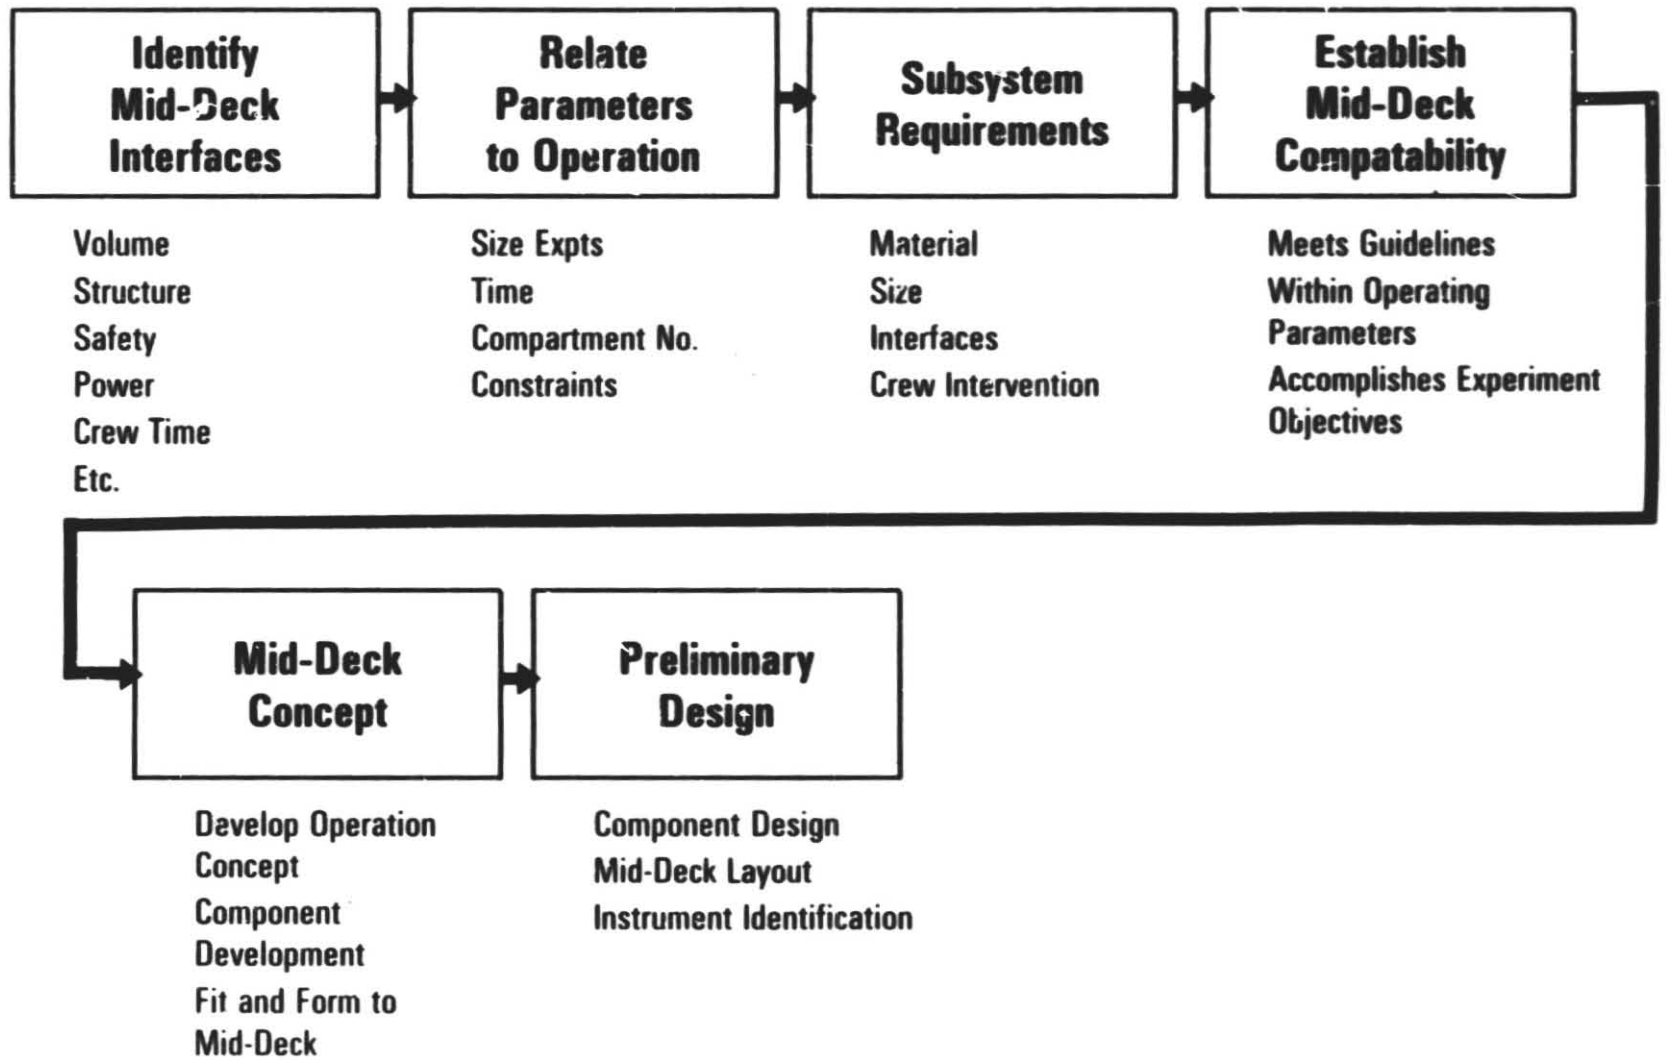 Identify
Mid-Deck
Interfaces
Volume
Structure
Safety
Power
Crew Time
Etc.
Relate
Parameters
to Operation
Size Expts
Time
Compartment No.
Constraints
Subsystem
Requirements
Material
Size
Interfaces
Crew Intervention
Establish
Mid-Deck
Compatability
Meets Guidelines
Within Operating
Parameters
Accomplishes Experiment
Objectives
Mid-Deck
Concept
Develop Operation
Concept
Component
Development
Fit and Form to
Mid-Deck
Preliminary
Design
Component Design
Mid-Deck Layout
Instrument Identification